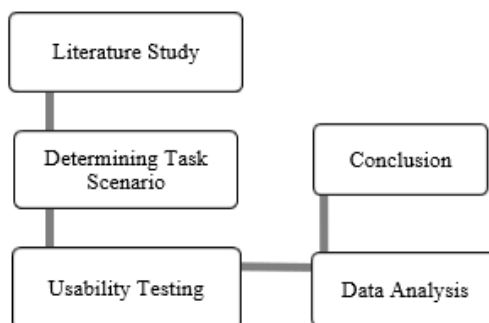 Literature Study
Determining Task
Scenario
Usability Testing
Data Analysis
Conclusion